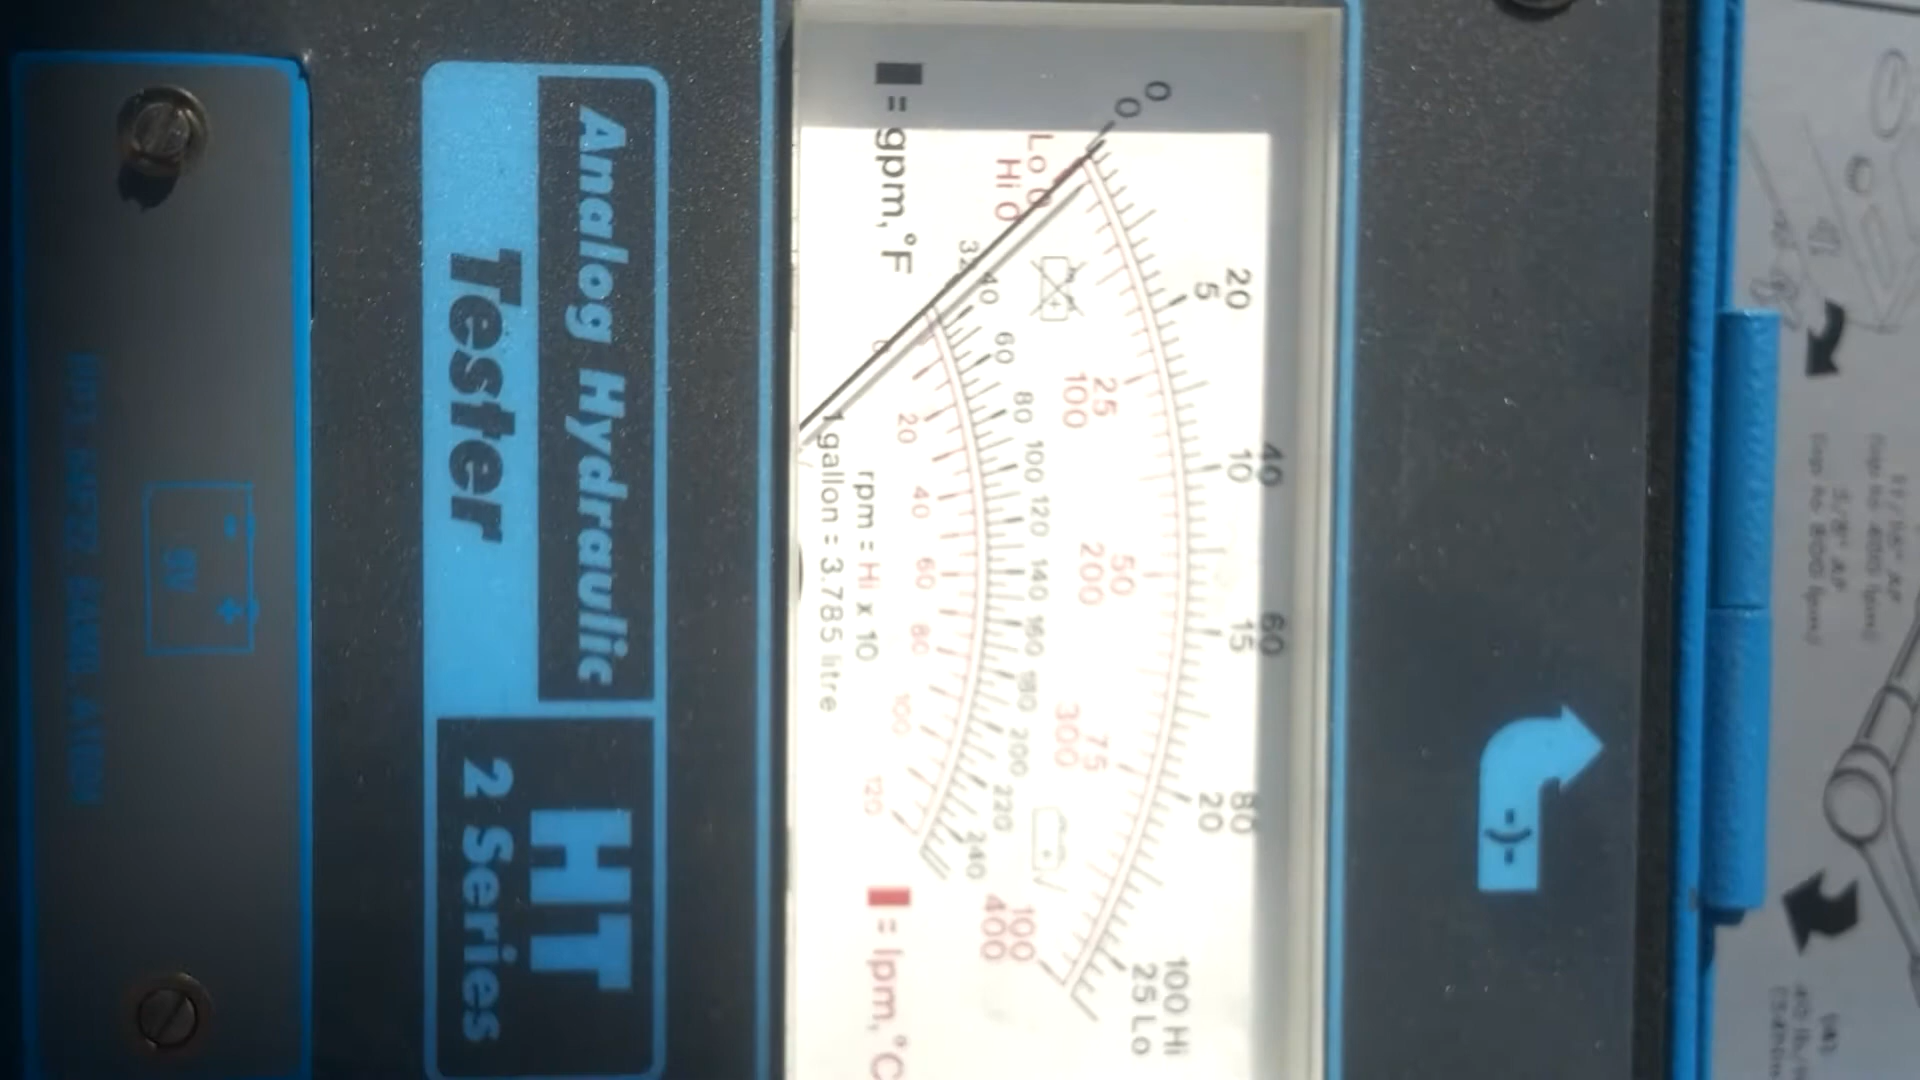 Analog Hydraulic
Tester
HT
2 Series
9V
- +
0
20
40
60
80
100 Hi
0
5
10
15
20
25 Lo
Lo 0
25
50
75
100
Hi 0
100
200
300
400
32
40
60
80
100
120
140
160
180
200
220
240
0
20
40
60
80
100
120
= gpm, °F
= lpm, °C
rpm = Hi x 10
1 gallon = 3.785 litre